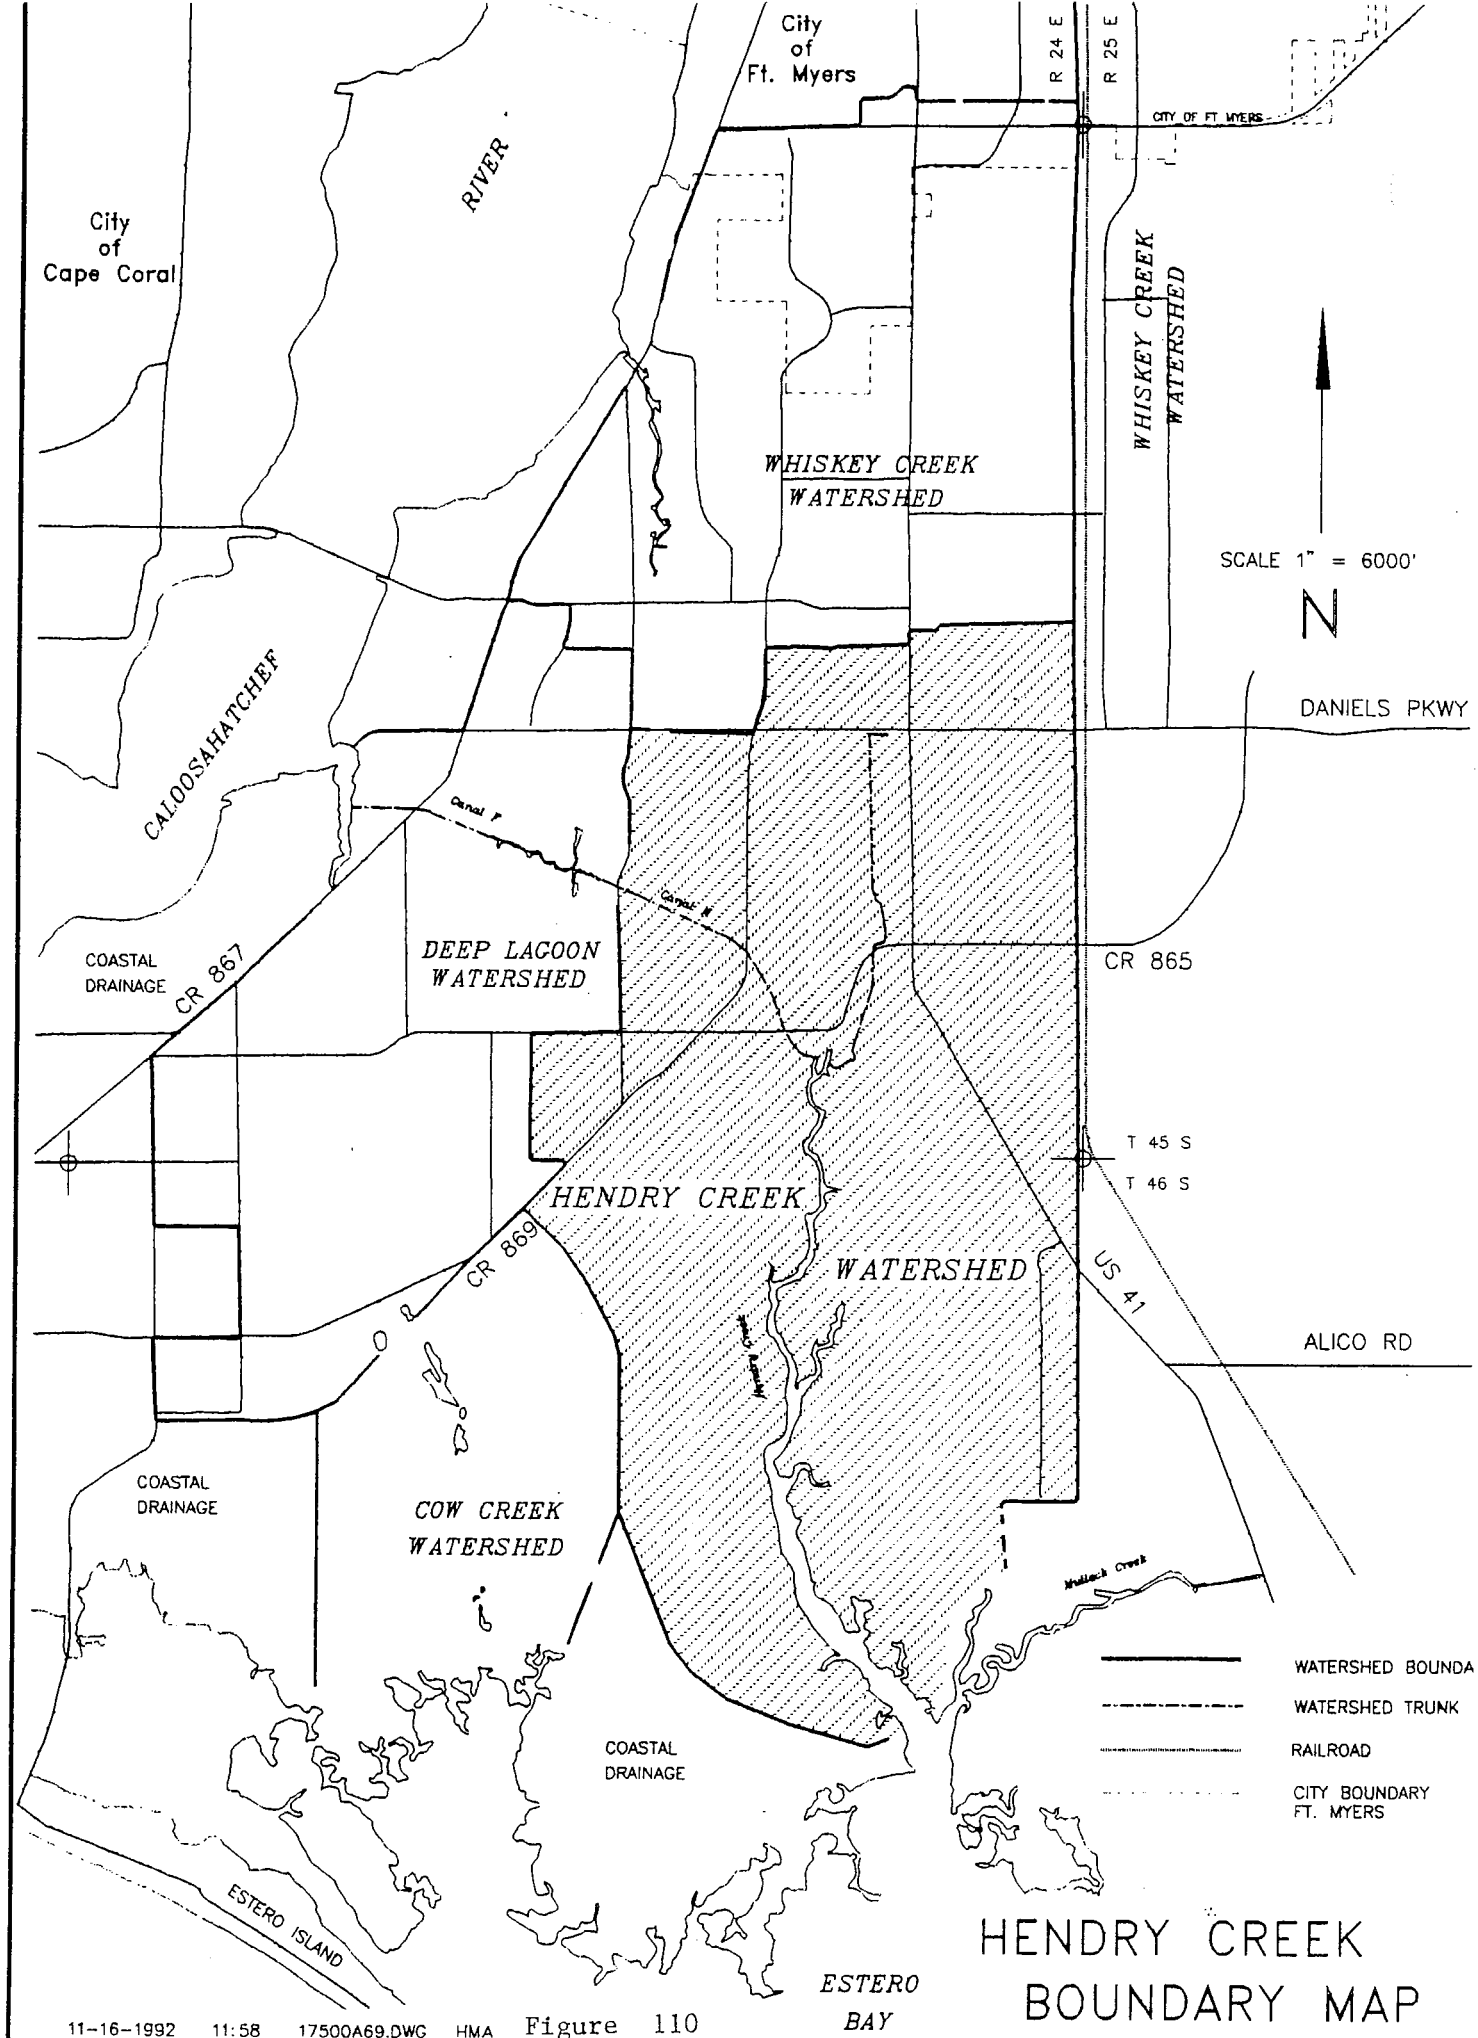 City
of
Ft. Myers
R 24 E
R 25 E
CITY OF FT MYERS
RIVER
City
of
Cape Coral
WHISKEY CREEK
WATERSHED
WHISKEY CREEK
WATERSHED
SCALE 1" = 6000'
N
CALOOSAHATCHEE
DANIELS PKWY
Canal F
Canal N
DEEP LAGOON
WATERSHED
COASTAL
DRAINAGE
CR 867
CR 865
T 45 S
T 46 S
HENDRY CREEK
WATERSHED
CR 869
US 41
Hendry Creek
ALICO RD
COASTAL
DRAINAGE
COW CREEK
WATERSHED
Mullock Creek
WATERSHED BOUNDA
WATERSHED TRUNK
RAILROAD
CITY BOUNDARY
FT. MYERS
COASTAL
DRAINAGE
ESTERO ISLAND
ESTERO
BAY
HENDRY CREEK
BOUNDARY MAP
11-16-1992 11:58 17500A69.DWG HMA Figure 110